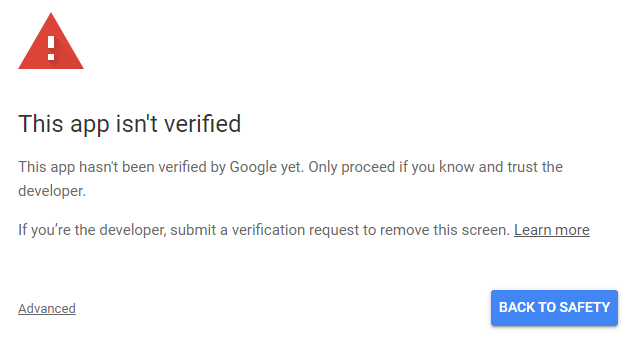 This app isn't verified
This app hasn't been verified by Google yet. Only proceed if you know and trust the
developer.
If you’re the developer, submit a verification request to remove this screen. Learn more
Advanced
BACK TO SAFETY